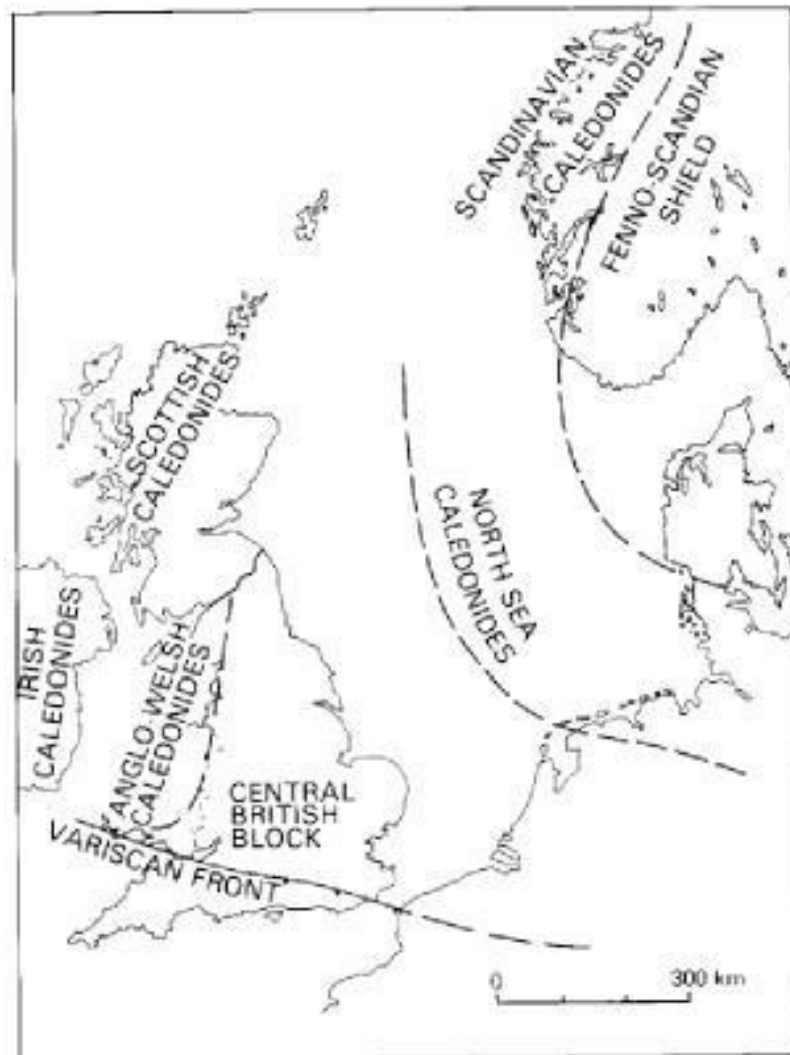 SCANDINAVIAN
CALEDONIDES
FENNO-SCANDIAN
SHIELD
SCOTTISH
CALEDONIDES
NORTH SEA
CALEDONIDES
IRISH
CALEDONIDES
ANGLO-WELSH
CALEDONIDES
CENTRAL
BRITISH
BLOCK
VARISCAN FRONT
0 300 km